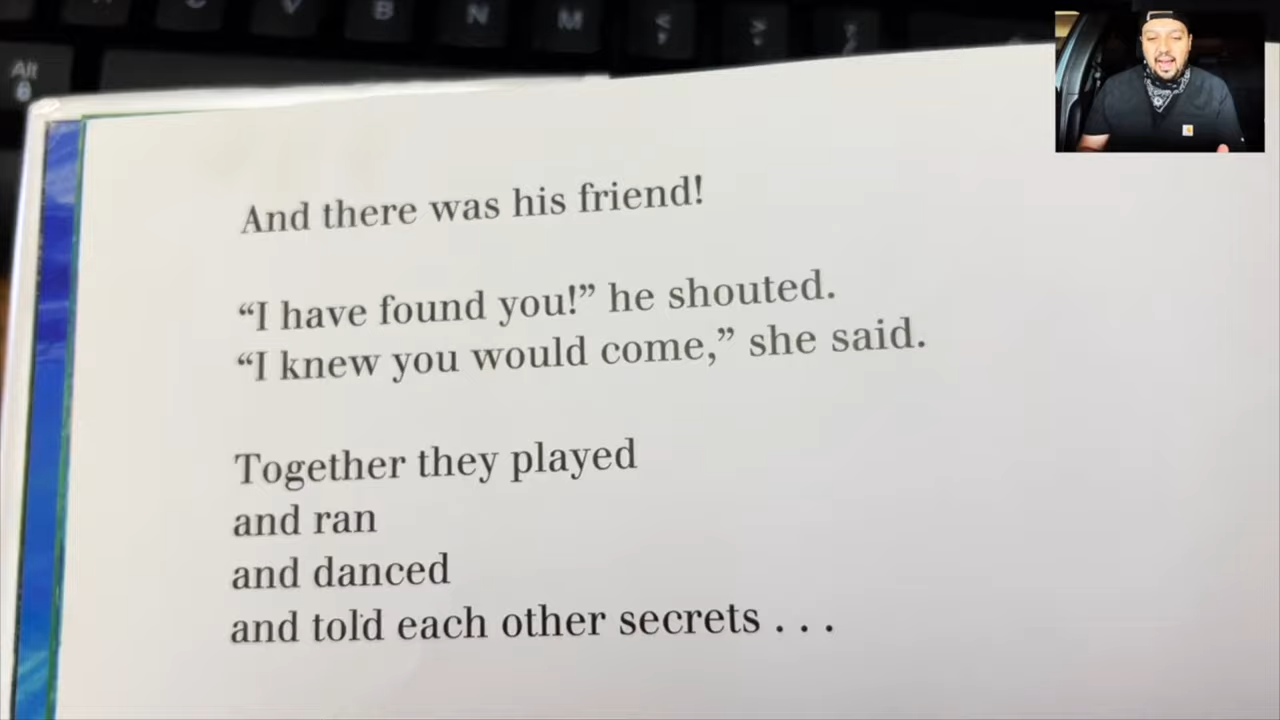 Alt
V
B
N
M
And there was his friend!
“I have found you!” he shouted.
“I knew you would come,” she said.
Together they played
and ran
and danced
and told each other secrets . . .